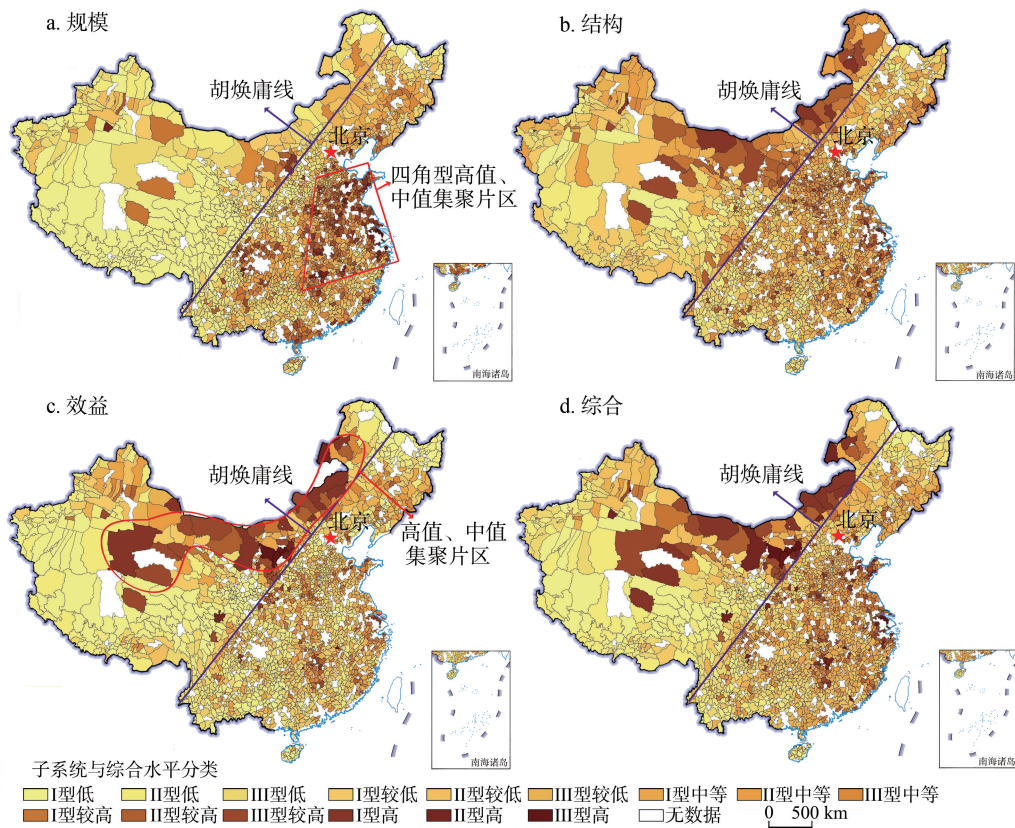 a. 规模
胡焕庸线
北京
四角型高值、
中值集聚片区
南海诸岛
b. 结构
胡焕庸线
北京
南海诸岛
c. 效益
胡焕庸线
北京
高值、中值
集聚片区
南海诸岛
d. 综合
胡焕庸线
北京
南海诸岛
子系统与综合水平分类
I型低 II型低 III型低 I型较低 II型较低 III型较低 I型中等 II型中等 III型中等
I型较高 II型较高 III型较高 I型高 II型高 III型高 无数据 0 500 km